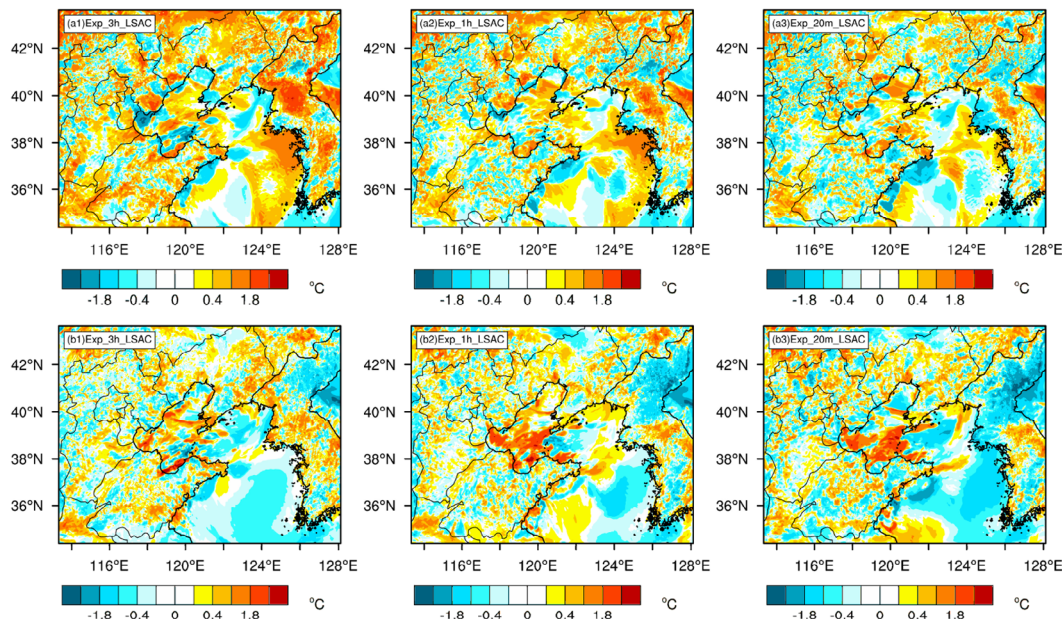 (a1)Exp_3h_LSAC
(a2)Exp_1h_LSAC
(a3)Exp_20m_LSAC
42°N 42°N 42°N
40°N 40°N 40°N
38°N 38°N 38°N
36°N 36°N 36°N
116°E 120°E 124°E 128°E 116°E 120°E 124°E 128°E 116°E 120°E 124°E 128°E
-1.8 -0.4 0 0.4 1.8 °C -1.8 -0.4 0 0.4 1.8 °C -1.8 -0.4 0 0.4 1.8 °C
(b1)Exp_3h_LSAC
(b2)Exp_1h_LSAC
(b3)Exp_20m_LSAC
42°N 42°N 42°N
40°N 40°N 40°N
38°N 38°N 38°N
36°N 36°N 36°N
116°E 120°E 124°E 128°E 116°E 120°E 124°E 128°E 116°E 120°E 124°E 128°E
-1.8 -0.4 0 0.4 1.8 °C -1.8 -0.4 0 0.4 1.8 °C -1.8 -0.4 0 0.4 1.8 °C